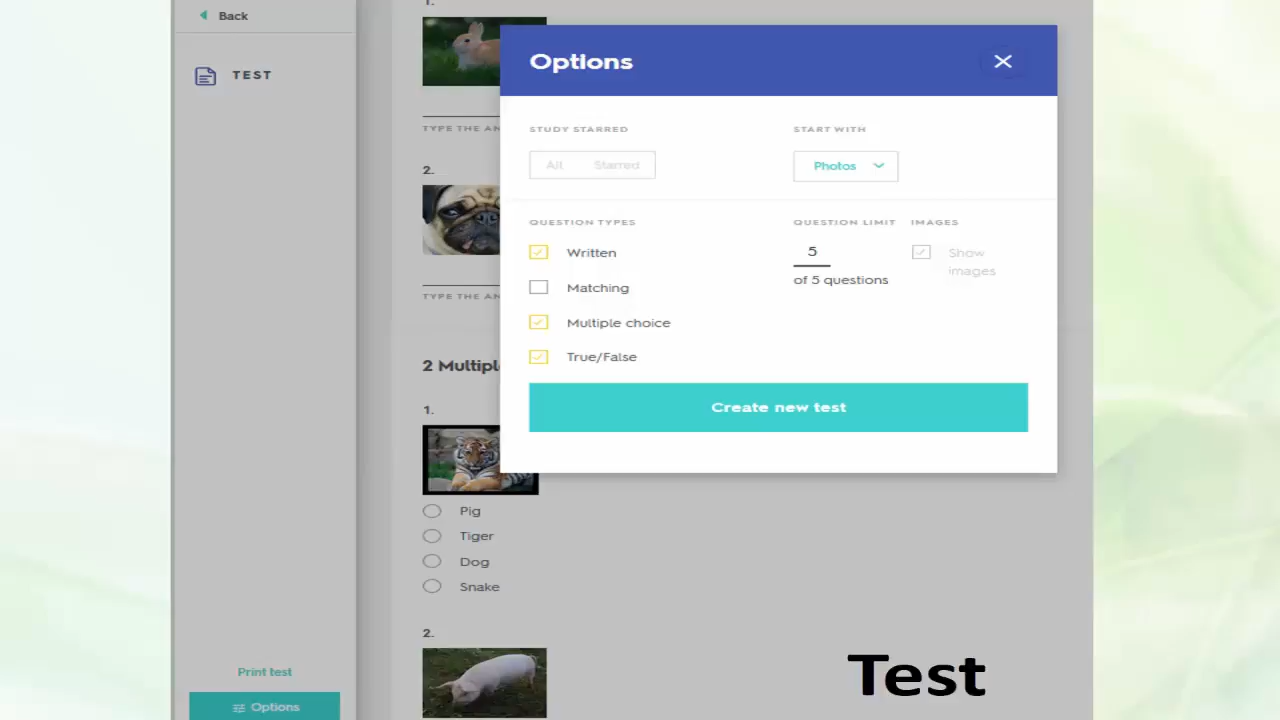 Back
TEST
Print test
Options
1.
TYPE THE AN
2.
TYPE THE AN
2 Multipl
1.
Pig
Tiger
Dog
Snake
2.
Options
STUDY STARRED
START WITH
All Starred
Photos
QUESTION TYPES
QUESTION LIMIT
IMAGES
Written
Matching
Multiple choice
True/False
5
of 5 questions
Show
images
Create new test
Test